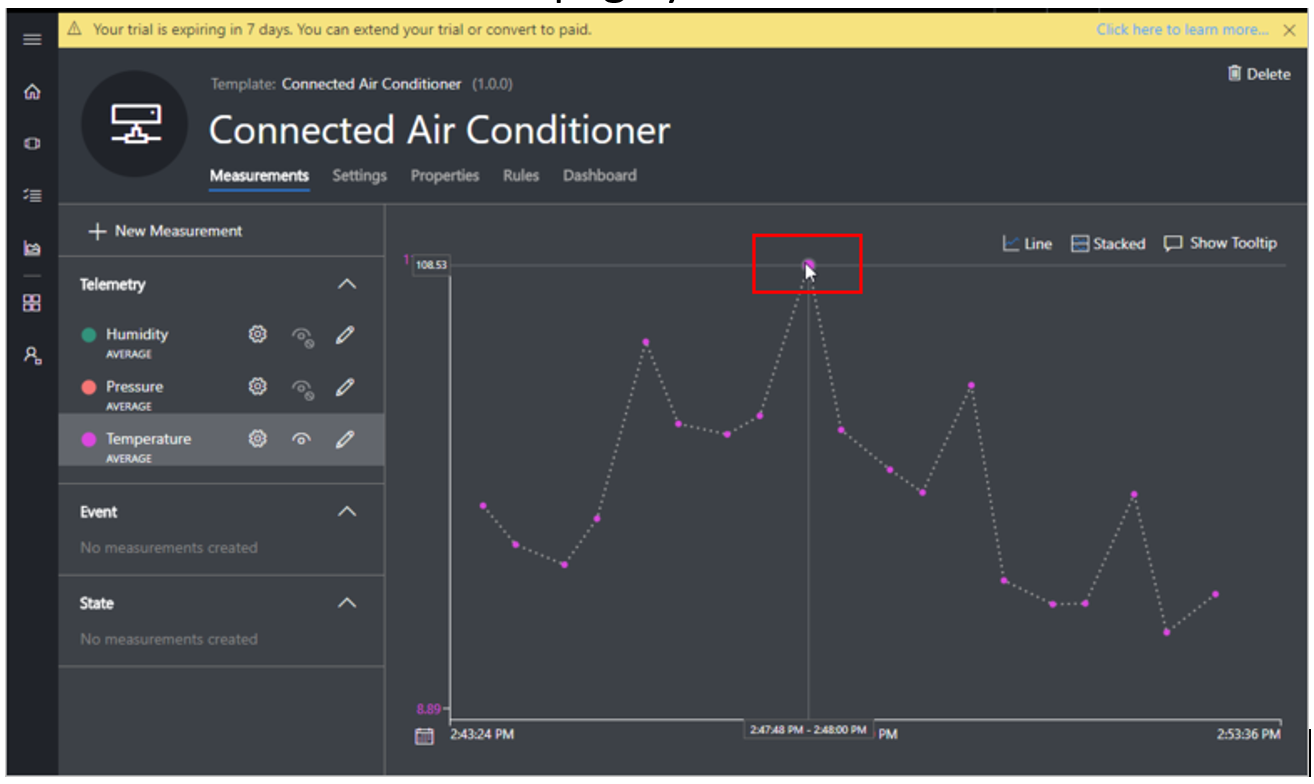 Your trial is expiring in 7 days. You can extend your trial or convert to paid. Click here to learn more...
Delete
Template: Connected Air Conditioner (1.0.0)
Connected Air Conditioner
Measurements Settings Properties Rules Dashboard
New Measurement
Line Stacked Show Tooltip
1 108.53
Telemetry
Humidity
AVERAGE
Pressure
AVERAGE
Temperature
AVERAGE
Event
No measurements created
State
No measurements created
8.89
2:43:24 PM 2:47:48 PM - 2:48:00 PM PM 2:53:36 PM